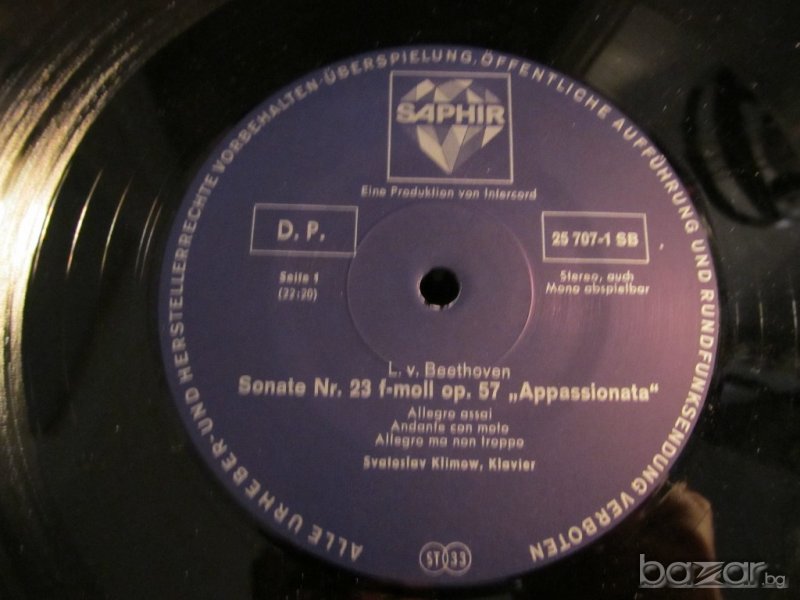 ALLE URHEBER- UND HERSTELLERRECHTE VORBEHALTEN·ÜBERSPIELUNG, ÖFFENTLICHE AUFFÜHRUNG UND RUNDFUNKSENDUNG VERBOTEN
SAPHIR
Eine Produktion von Intercord
D. P.
25 707-1 SB
Seite 1
(22:20)
Stereo, auch
Mono abspielbar
L. v. Beethoven
Sonate Nr. 23 f-moll op. 57 „Appassionata“
Allegro assai
Andante con moto
Allegro ma non troppo
Svatoslav Klimow, Klavier
ST 33
bazar.bg